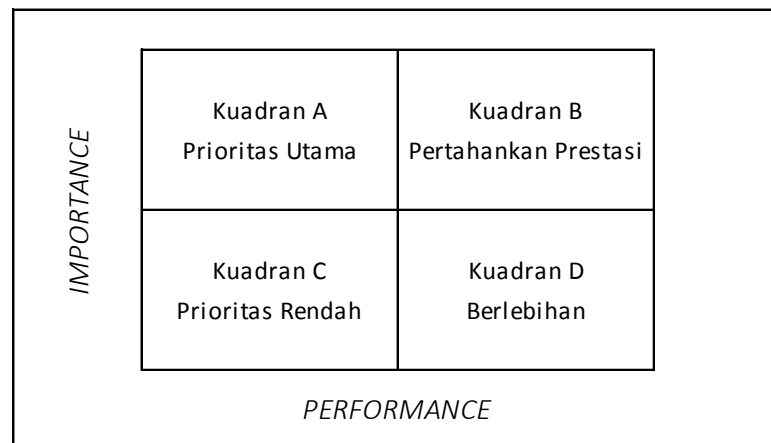 IMPORTANCE
Kuadran A
Prioritas Utama
Kuadran B
Pertahankan Prestasi
Kuadran C
Prioritas Rendah
Kuadran D
Berlebihan
PERFORMANCE